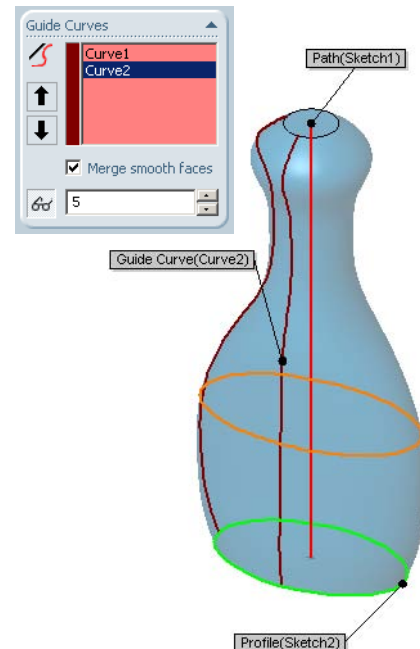 Guide Curves
Curve1
Curve2
Merge smooth faces
5
Path(Sketch1)
Guide Curve(Curve2)
Profile(Sketch2)